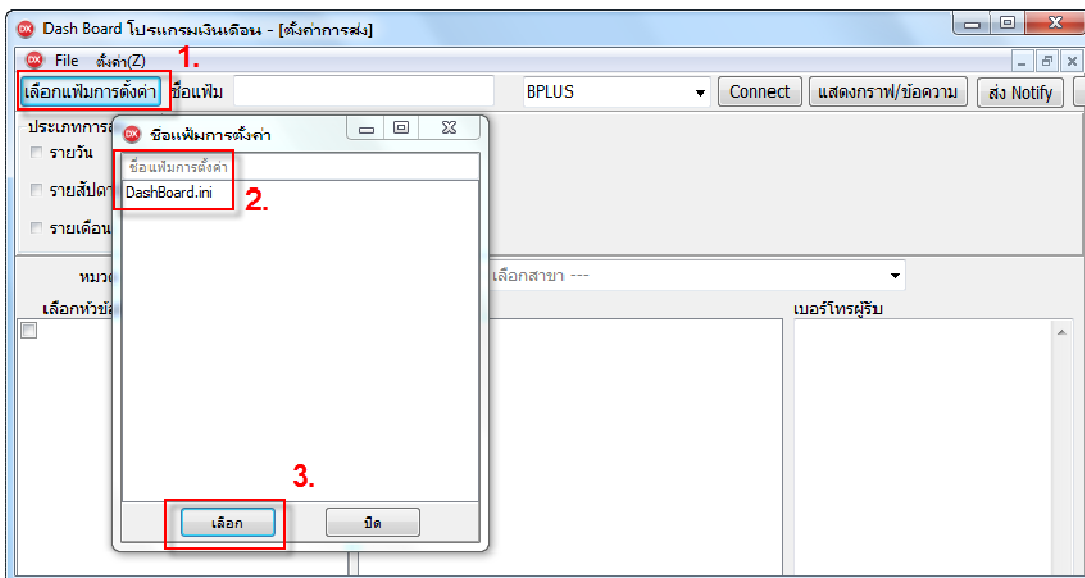 Dash Board โปรแกรมเงินเดือน - [ตั้งค่าการส่ง]
File ตั้งค่า(Z) 1.
เลือกแฟ้มการตั้งค่า ชื่อแฟ้ม BPLUS Connect แสดงกราฟ/ข้อความ ส่ง Notify
ประเภทการส
รายวัน
รายสัปดา
รายเดือน
ชื่อแฟ้มการตั้งค่า
ชื่อแฟ้มการตั้งค่า
DashBoard.ini
2.
หมวด เลือกสาขา ---
เลือกหัวข้อ เบอร์โทรผู้รับ
3.
เลือก ปิด